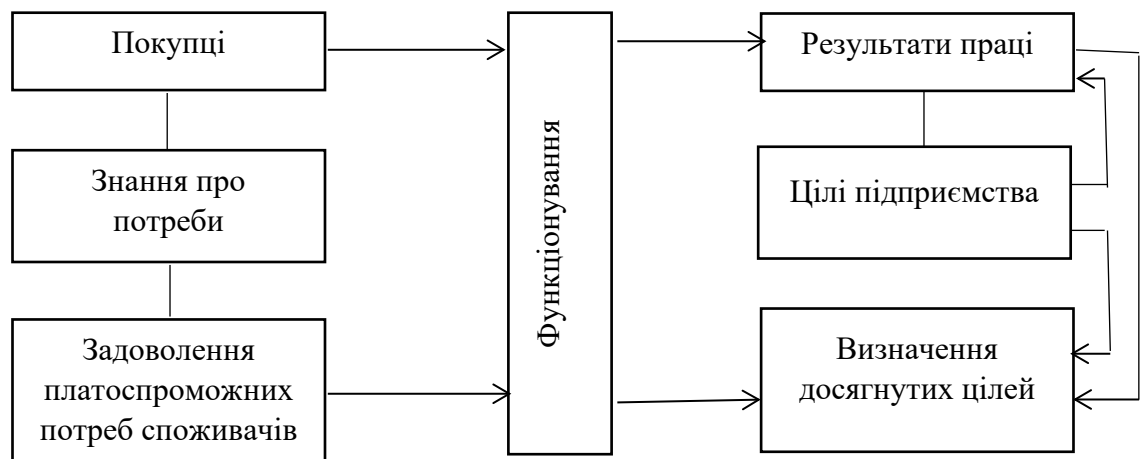 Покупці
Знання про
потреби
Задоволення
платоспроможних
потреб споживачів
Функціонування
Результати праці
Цілі підприємства
Визначення
досягнутих цілей